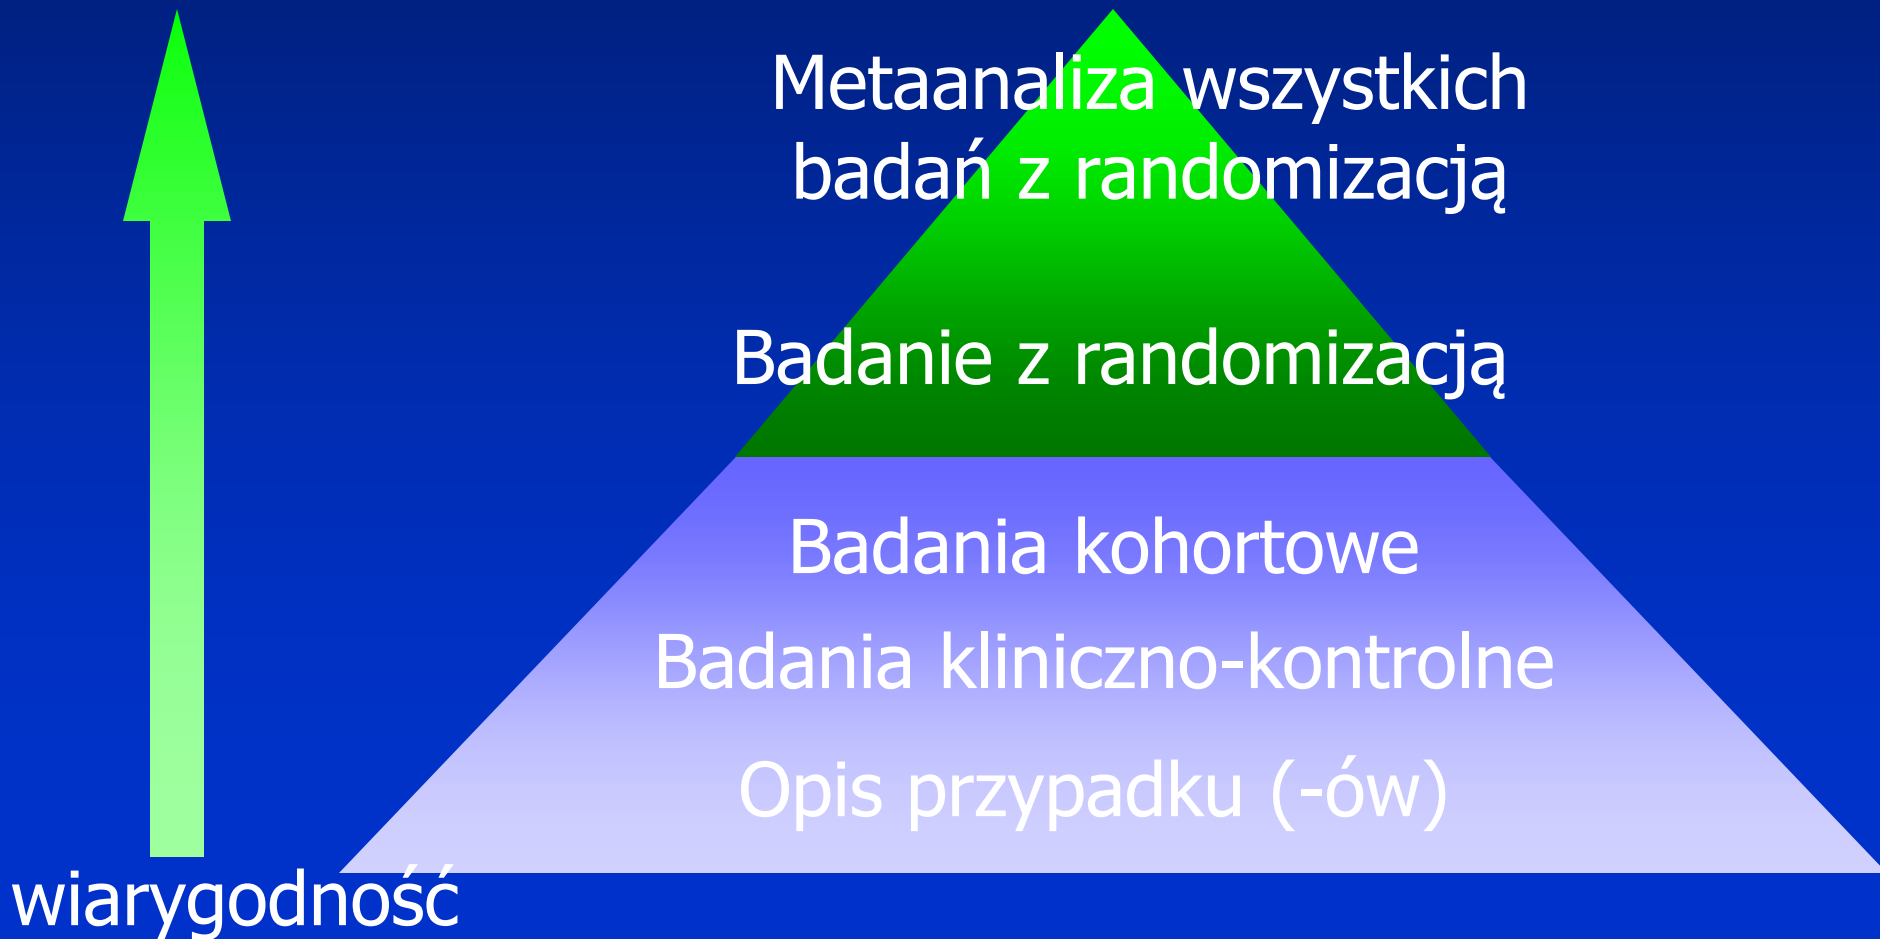 Metaanaliza wszystkich
badań z randomizacją
Badanie z randomizacją
Badania kohortowe
Badania kliniczno-kontrolne
Opis przypadku (-ów)
wiarygodność